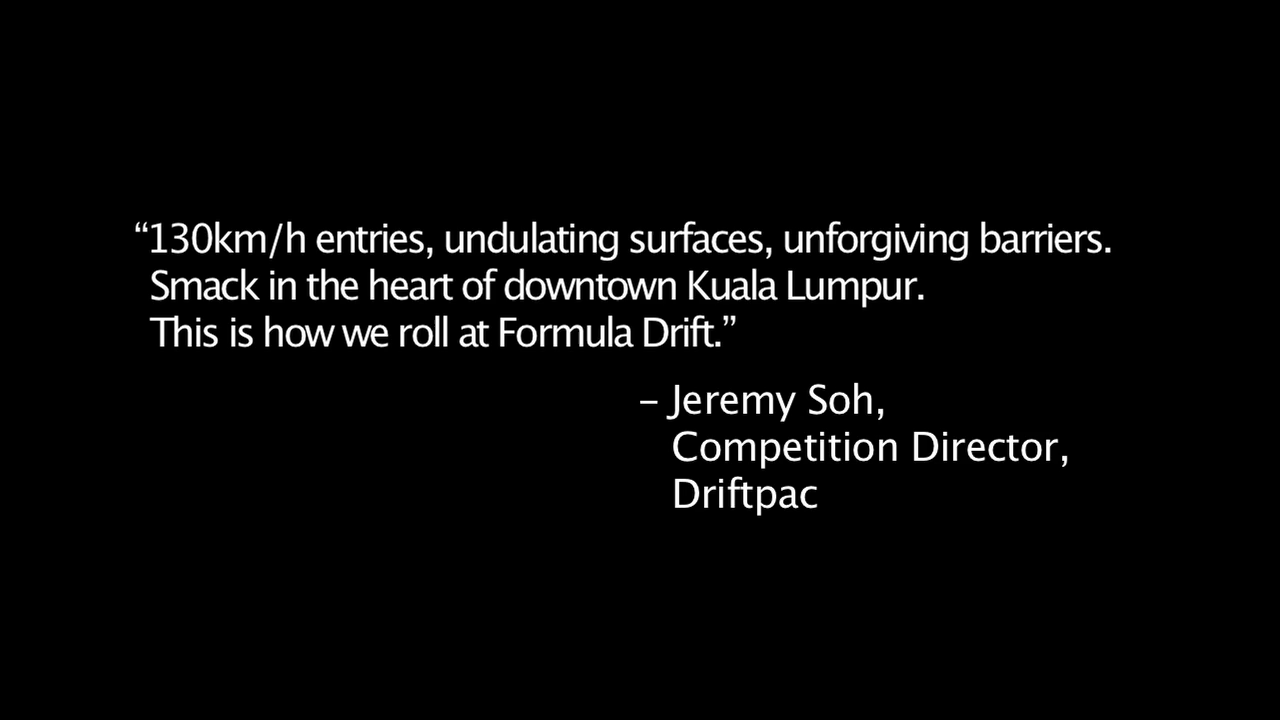 “130km/h entries, undulating surfaces, unforgiving barriers.
Smack in the heart of downtown Kuala Lumpur.
This is how we roll at Formula Drift.”
– Jeremy Soh,
Competition Director,
Driftpac